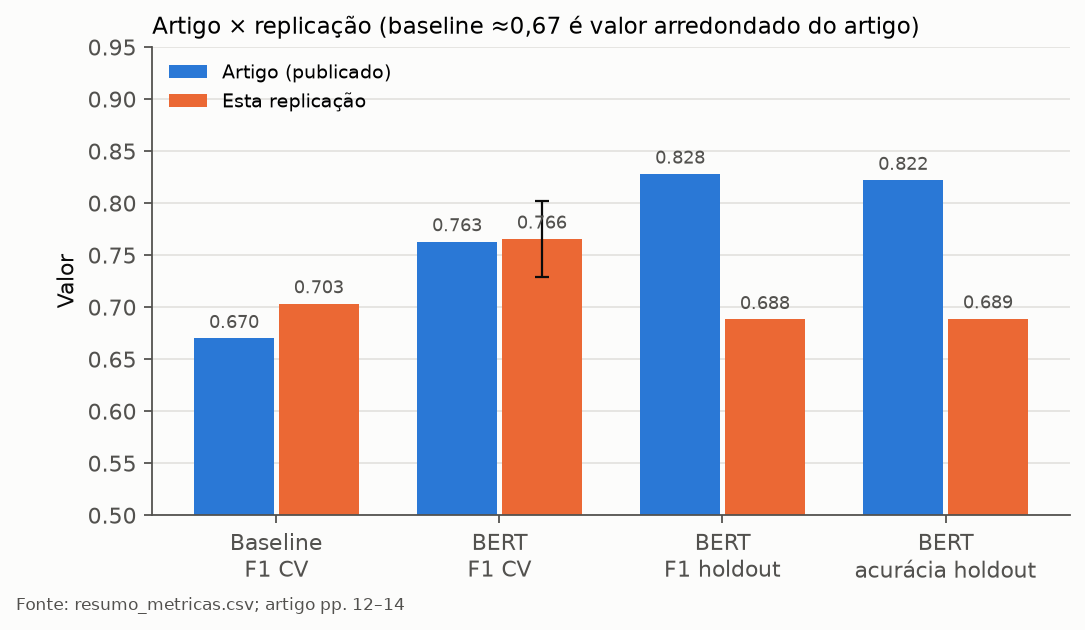 Artigo × replicação (baseline ≈0,67 é valor arredondado do artigo)
Artigo (publicado)
Esta replicação
Valor
0.95
0.90
0.85
0.80
0.75
0.70
0.65
0.60
0.55
0.50
0.670
0.703
0.763
0.766
0.828
0.688
0.822
0.689
Baseline
F1 CV
BERT
F1 CV
BERT
F1 holdout
BERT
acurácia holdout
Fonte: resumo_metricas.csv; artigo pp. 12–14